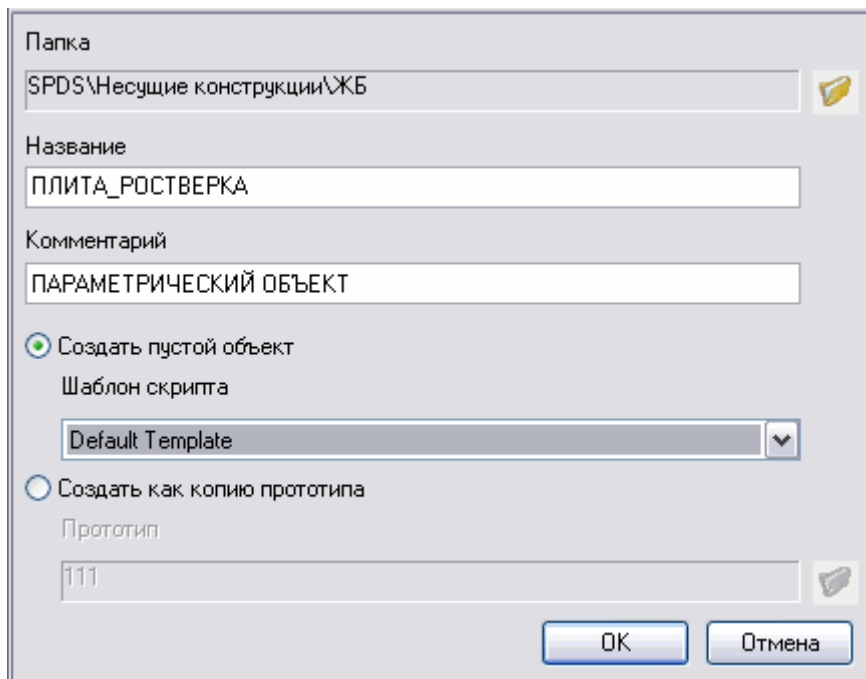 Папка
SPDS\Несущие конструкции\ЖБ
Название
ПЛИТА_РОСТВЕРКА
Комментарий
ПАРАМЕТРИЧЕСКИЙ ОБЪЕКТ
Создать пустой объект
Шаблон скрипта
Default Template
Создать как копию прототипа
Прототип
111
OK Отмена